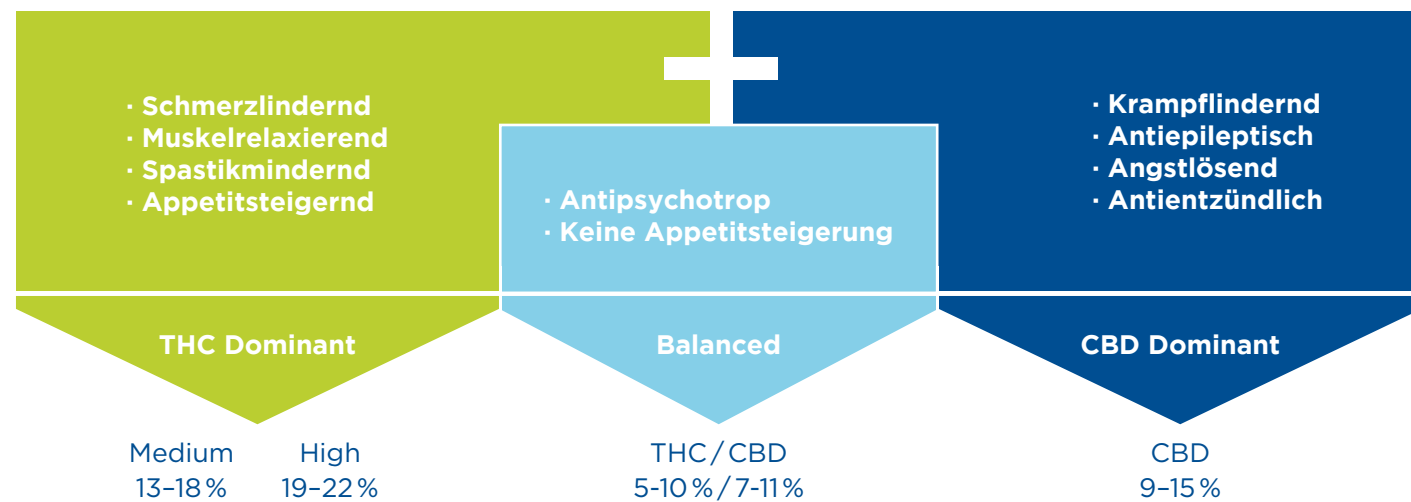 · Schmerzlindernd
· Muskelrelaxierend
· Spastikmindernd
· Appetitsteigernd
· Antipsychotrop
· Keine Appetitsteigerung
· Krampflindernd
· Antiepileptisch
· Angstlösend
· Antientzündlich
THC Dominant
Balanced
CBD Dominant
Medium
13–18 %
High
19–22 %
THC / CBD
5-10 % / 7-11 %
CBD
9–15 %